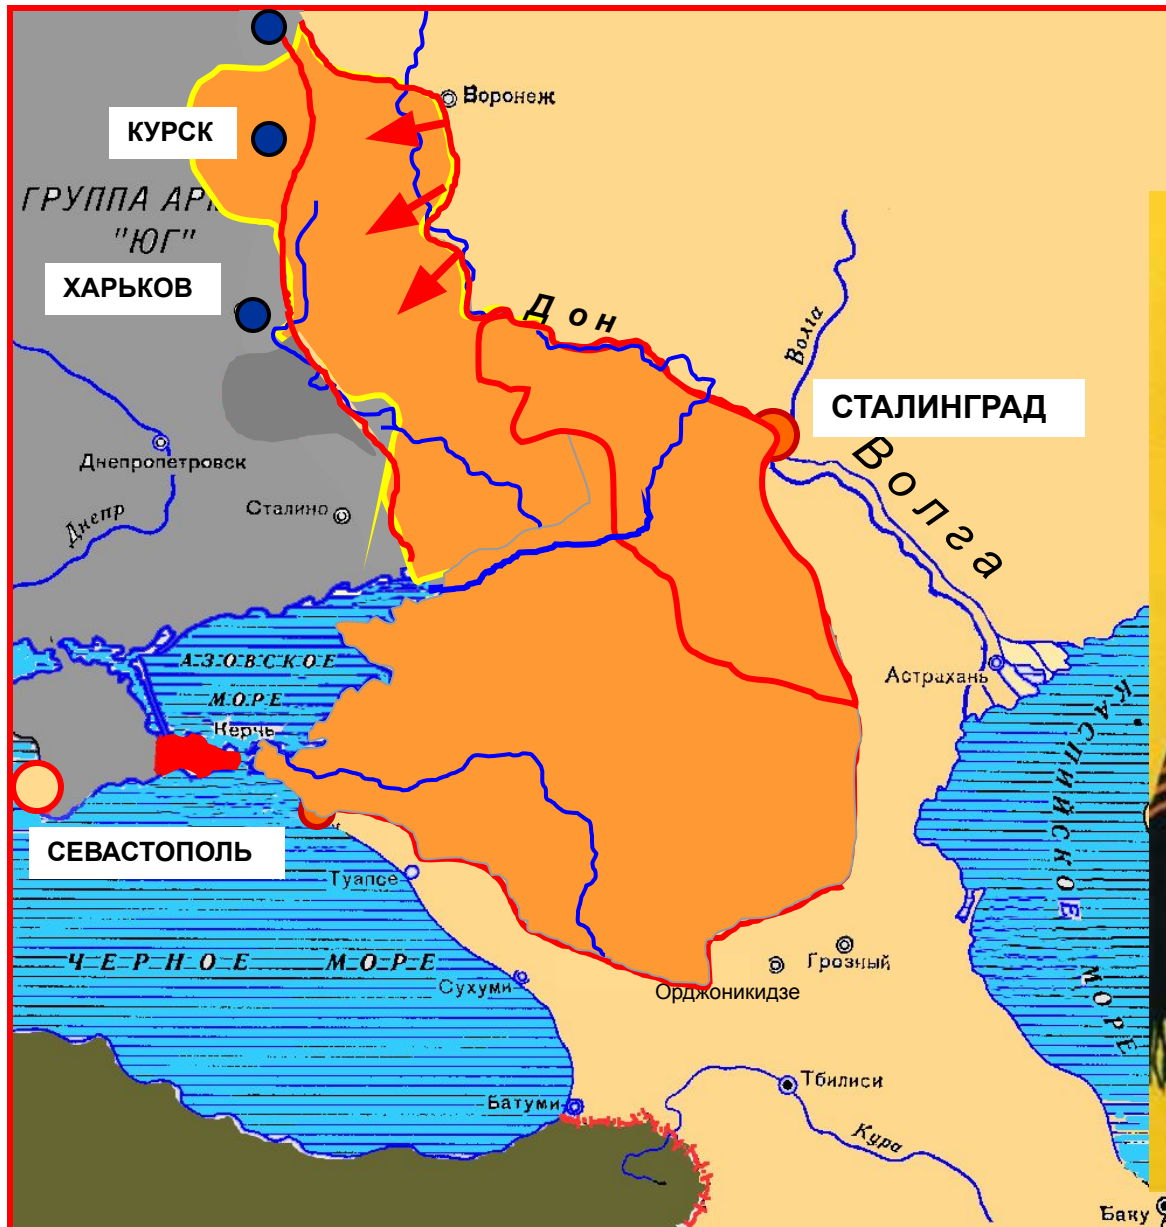 Воронеж
КУРСК
ГРУППА АР
"ЮГ"
ХАРЬКОВ
Дон
Волга
СТАЛИНГРАД
Волга
Днепропетровск
Днепр
Сталино
АЗОВСКОЕ
МОРЕ
Керчь
Астрахань
КАСПИЙСКОЕ МОРЕ
СЕВАСТОПОЛЬ
Туапсе
ЧЕРНОЕ МОРЕ
Сухуми
Грозный
Орджоникидзе
Тбилиси
Батуми
Кура
Баку